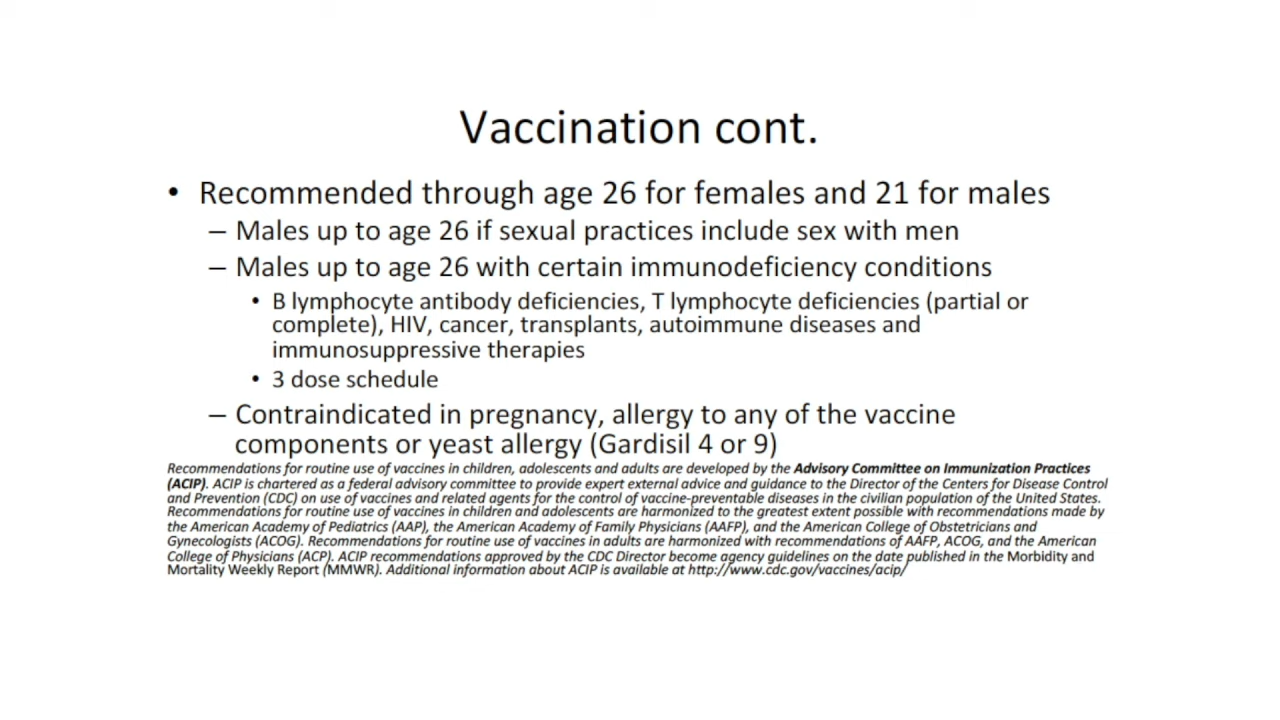 Vaccination cont.
• Recommended through age 26 for females and 21 for males
– Males up to age 26 if sexual practices include sex with men
– Males up to age 26 with certain immunodeficiency conditions
• B lymphocyte antibody deficiencies, T lymphocyte deficiencies (partial or
complete), HIV, cancer, transplants, autoimmune diseases and
immunosuppressive therapies
• 3 dose schedule
– Contraindicated in pregnancy, allergy to any of the vaccine
components or yeast allergy (Gardisil 4 or 9)
Recommendations for routine use of vaccines in children, adolescents and adults are developed by the Advisory Committee on Immunization Practices
(ACIP). ACIP is chartered as a federal advisory committee to provide expert external advice and guidance to the Director of the Centers for Disease Control
and Prevention (CDC) on use of vaccines and related agents for the control of vaccine-preventable diseases in the civilian population of the United States.
Recommendations for routine use of vaccines in children and adolescents are harmonized to the greatest extent possible with recommendations made by
the American Academy of Pediatrics (AAP), the American Academy of Family Physicians (AAFP), and the American College of Obstetricians and
Gynecologists (ACOG). Recommendations for routine use of vaccines in adults are harmonized with recommendations of AAFP, ACOG, and the American
College of Physicians (ACP). ACIP recommendations approved by the CDC Director become agency guidelines on the date published in the Morbidity and
Mortality Weekly Report (MMWR). Additional information about ACIP is available at http://www.cdc.gov/vaccines/acip/